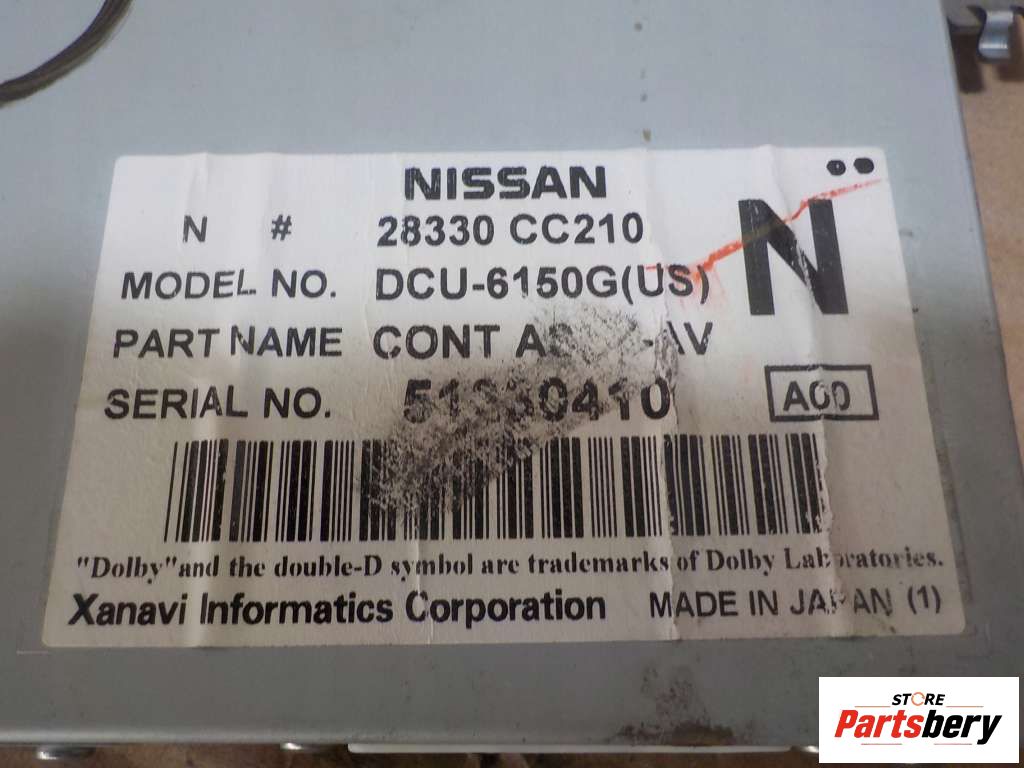 NISSAN
N # 28330 CC210
MODEL NO. DCU-6150G(US)
N
PART NAME CONT AV
SERIAL NO.
A00
"Dolby" and the double-D symbol are trademarks of Dolby Laboratories.
Xanavi Informatics Corporation MADE IN JAPAN (1)
STORE
Partsbery